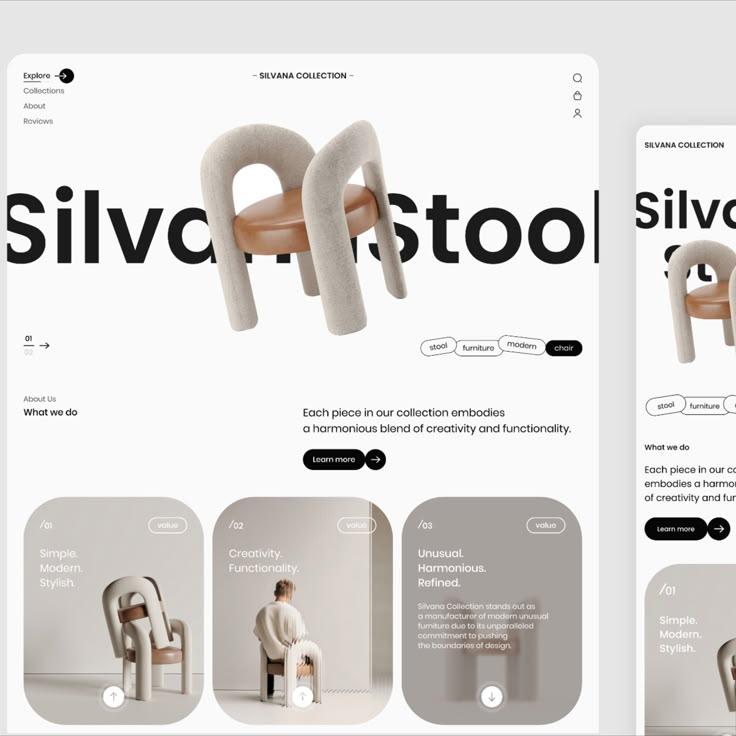 Explore
Collections
About
Reviews
– SILVANA COLLECTION –
Silvana Stool
01
02
stool
furniture
modern
chair
About Us
What we do
Each piece in our collection embodies
a harmonious blend of creativity and functionality.
Learn more
/01
value
Simple.
Modern.
Stylish.
/02
value
Creativity.
Functionality.
/03
value
Unusual.
Harmonious.
Refined.
Silvana Collection stands out as
a manufacturer of modern unusual
furniture due to its unparalleled
commitment to pushing
the boundaries of design.
SILVANA COLLECTION
Silva
St
stool
furniture
What we do
Each piece in our co
embodies a harmo
of creativity and fun
Learn more
/01
Simple.
Modern.
Stylish.